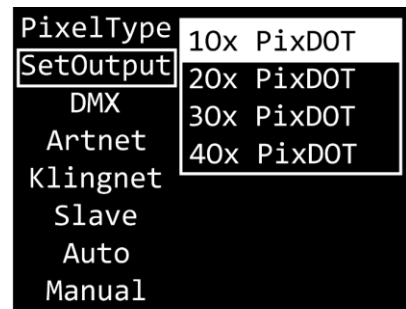 PixelType
SetOutput
DMX
Artnet
Klingnet
Slave
Auto
Manual
10x PixDOT
20x PixDOT
30x PixDOT
40x PixDOT